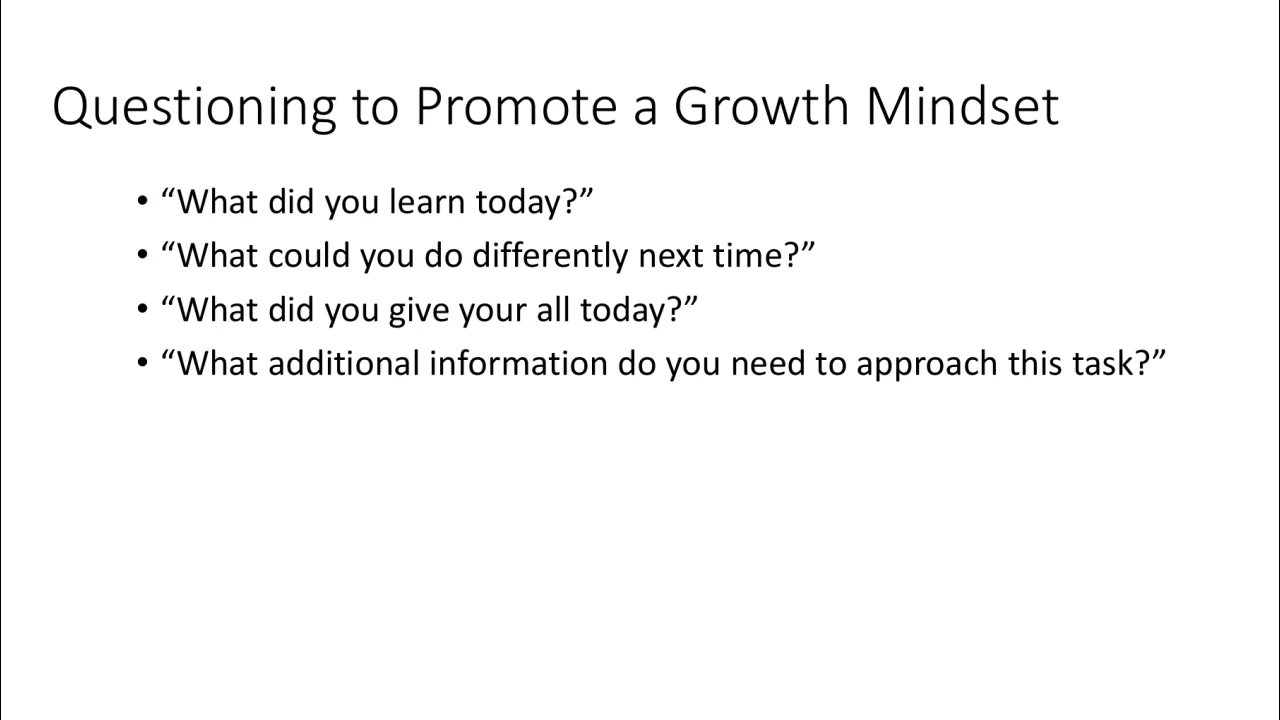 Questioning to Promote a Growth Mindset
• “What did you learn today?”
• “What could you do differently next time?”
• “What did you give your all today?”
• “What additional information do you need to approach this task?”